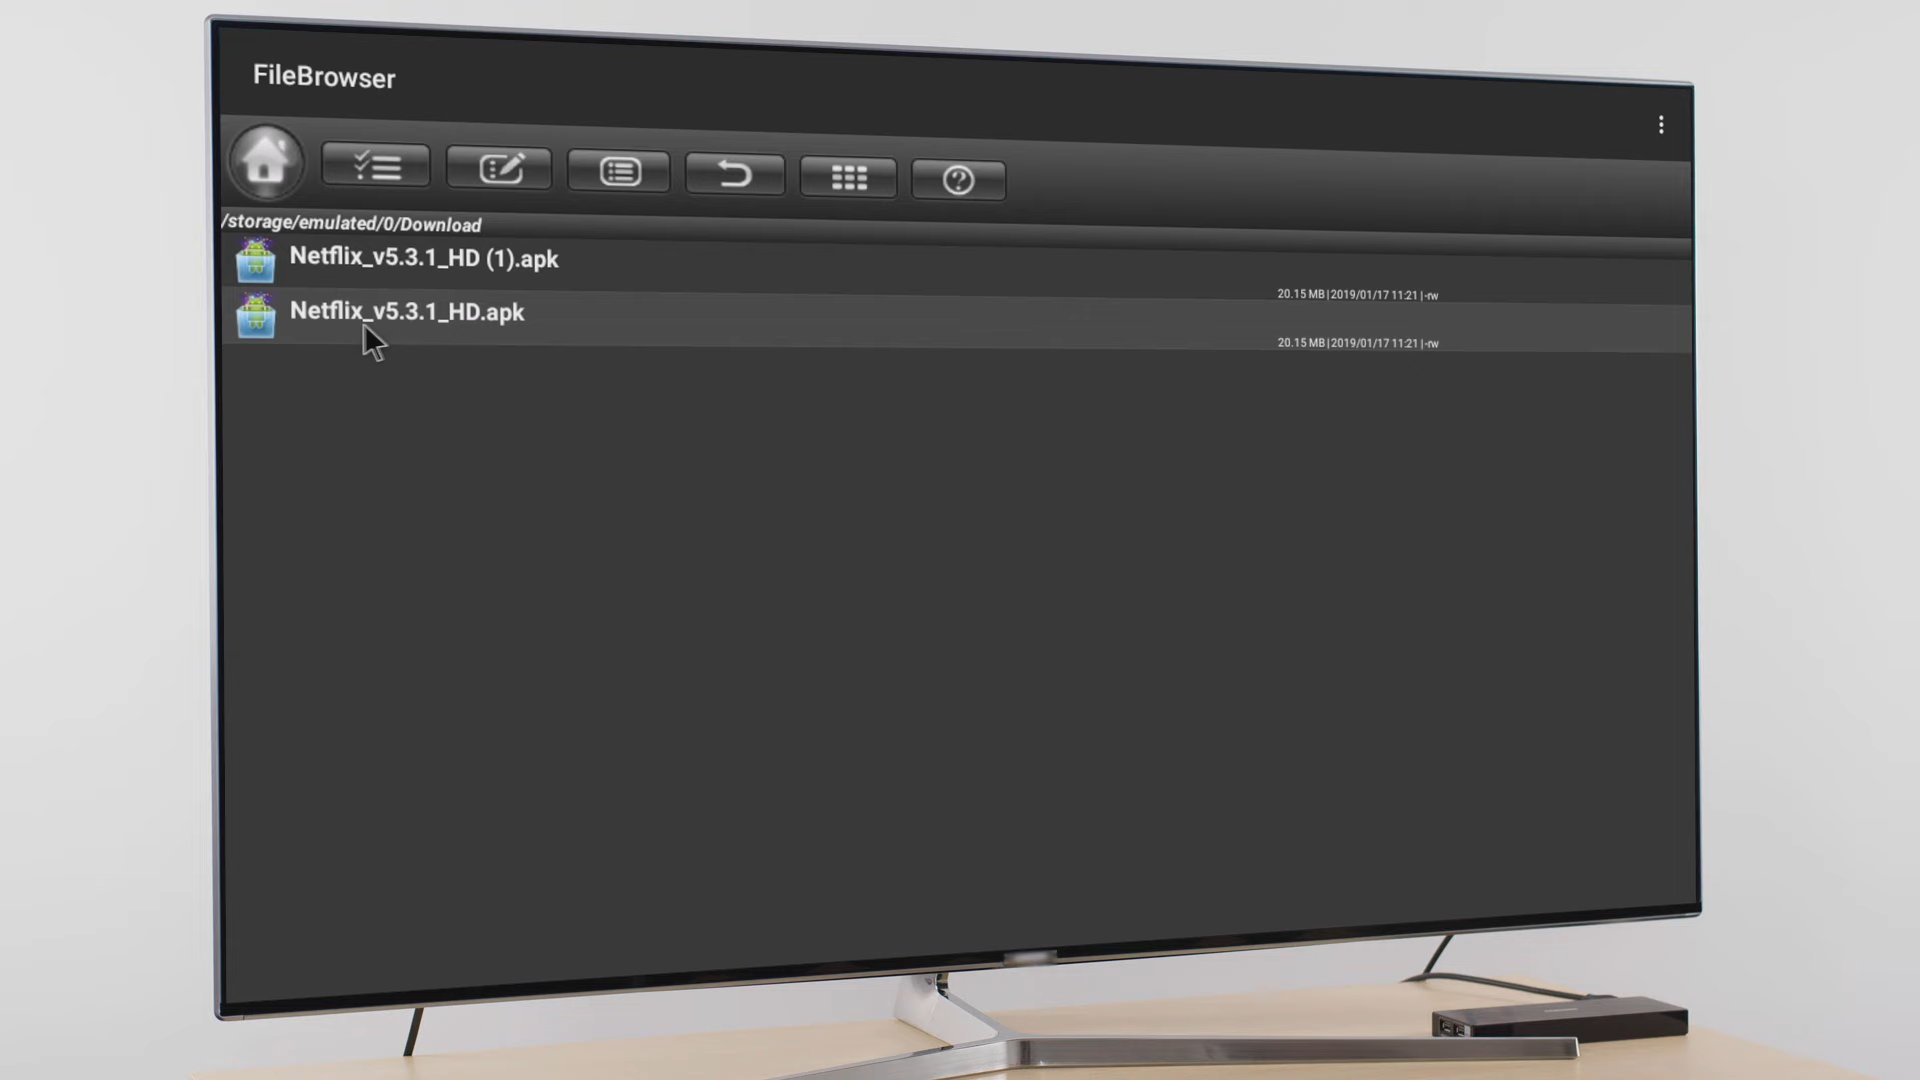 FileBrowser
/storage/emulated/0/Download
Netflix_v5.3.1_HD (1).apk
20.15 MB|2019/01/17 11:21|-rw
Netflix_v5.3.1_HD.apk
20.15 MB|2019/01/17 11:21|-rw